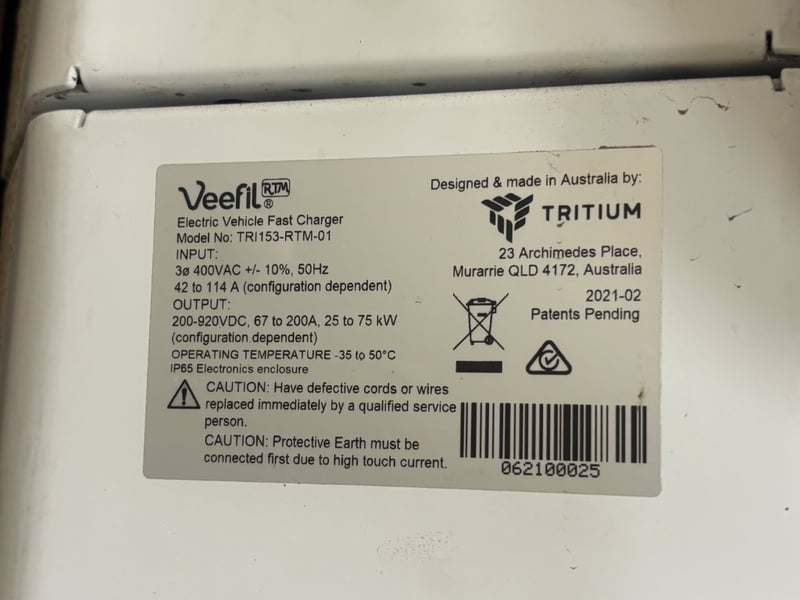 Veefil® RTM
Electric Vehicle Fast Charger
Model No: TRI153-RTM-01
INPUT:
3ø 400VAC +/- 10%, 50Hz
42 to 114 A (configuration dependent)
OUTPUT:
200-920VDC, 67 to 200A, 25 to 75 kW
(configuration dependent)
OPERATING TEMPERATURE -35 to 50°C
IP65 Electronics enclosure
CAUTION: Have defective cords or wires
replaced immediately by a qualified service
person.
CAUTION: Protective Earth must be
connected first due to high touch current.
Designed & made in Australia by:
TRITIUM
23 Archimedes Place,
Murarrie QLD 4172, Australia
2021-02
Patents Pending
062100025